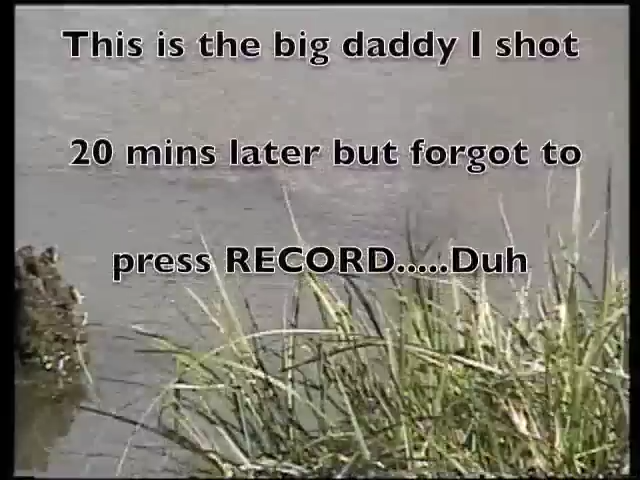 This is the big daddy I shot
20 mins later but forgot to
press RECORD.....Duh